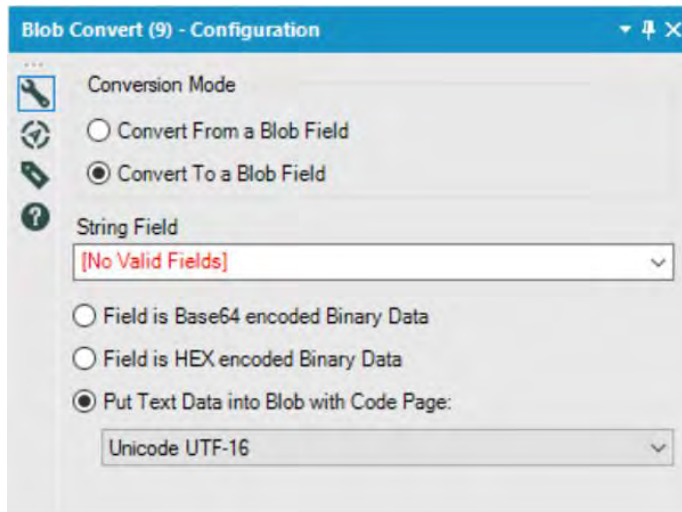 Blob Convert (9) - Configuration
Conversion Mode
Convert From a Blob Field
Convert To a Blob Field
String Field
[No Valid Fields]
Field is Base64 encoded Binary Data
Field is HEX encoded Binary Data
Put Text Data into Blob with Code Page:
Unicode UTF-16